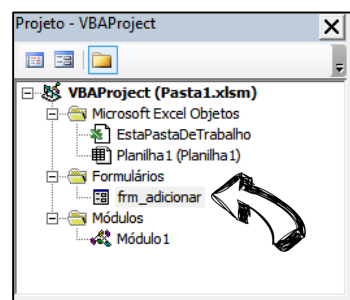 Projeto - VBAProject
VBAProject (Pasta1.xlsm)
Microsoft Excel Objetos
EstaPastaDeTrabalho
Planilha1 (Planilha1)
Formulários
frm_adicionar
Módulos
Módulo1